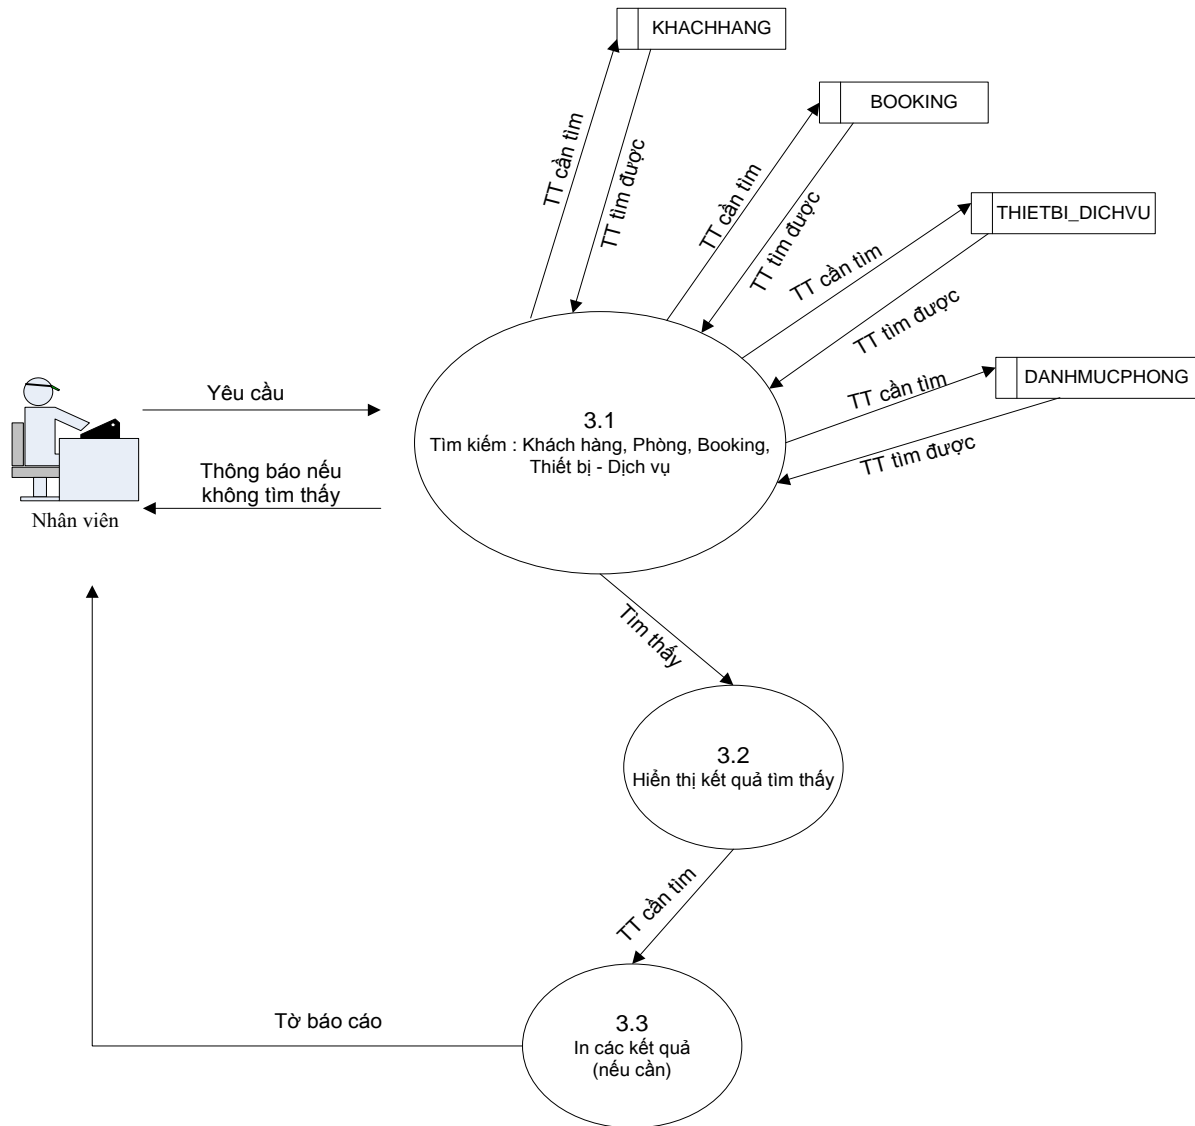 KHACHHANG
BOOKING
THIETBI_DICHVU
DANHMUCPHONG
TT cần tìm
TT tìm được
TT cần tìm
TT tìm được
TT cần tìm
TT tìm được
TT cần tìm
TT tìm được
Yêu cầu
Thông báo nếu
không tìm thấy
Nhân viên
3.1
Tìm kiếm : Khách hàng, Phòng, Booking,
Thiết bị - Dịch vụ
Tìm thấy
3.2
Hiển thị kết quả tìm thấy
TT cần tìm
3.3
In các kết quả
(nếu cần)
Tờ báo cáo